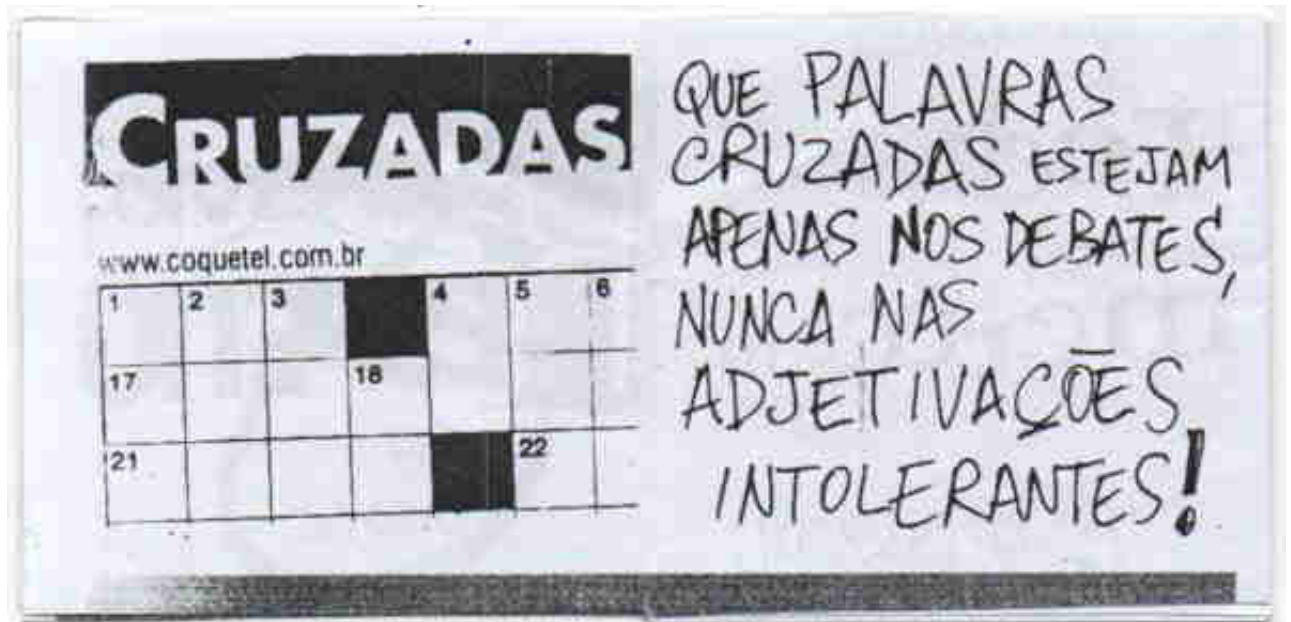 CRUZADAS
www.coquetel.com.br
1 2 3 4 5 6
17 18
21 22
QUE PALAVRAS
CRUZADAS ESTEJAM
APENAS NOS DEBATES,
NUNCA NAS
ADJETIVAÇÕES
INTOLERANTES!